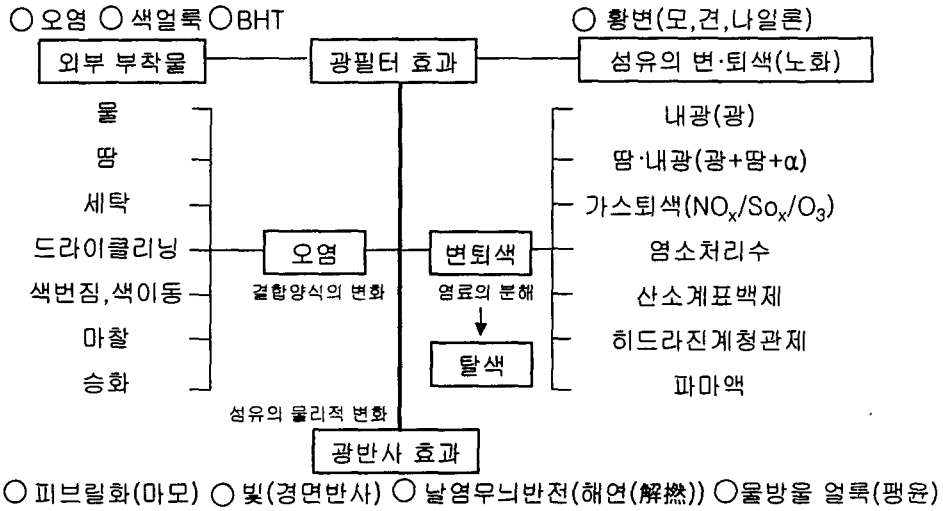 ○ 오염 ○ 색얼룩 ○BHT
○ 황변(모,견,나일론)
외부 부착물
광필터 효과
섬유의 변·퇴색(노화)
물
땀
세탁
드라이클리닝
색번짐,색이동
마찰
승화
오염
결합양식의 변화
변퇴색
염료의 분해
탈색
내광(광)
땀·내광(광+땀+α)
가스퇴색(NOx/Sox/O3)
염소처리수
산소계표백제
히드라진계청관제
파마액
섬유의 물리적 변화
광반사 효과
○ 피브릴화(마모) ○ 빛(경면반사) ○ 날염무늬반전(해연(解撚)) ○물방울 얼룩(팽윤)